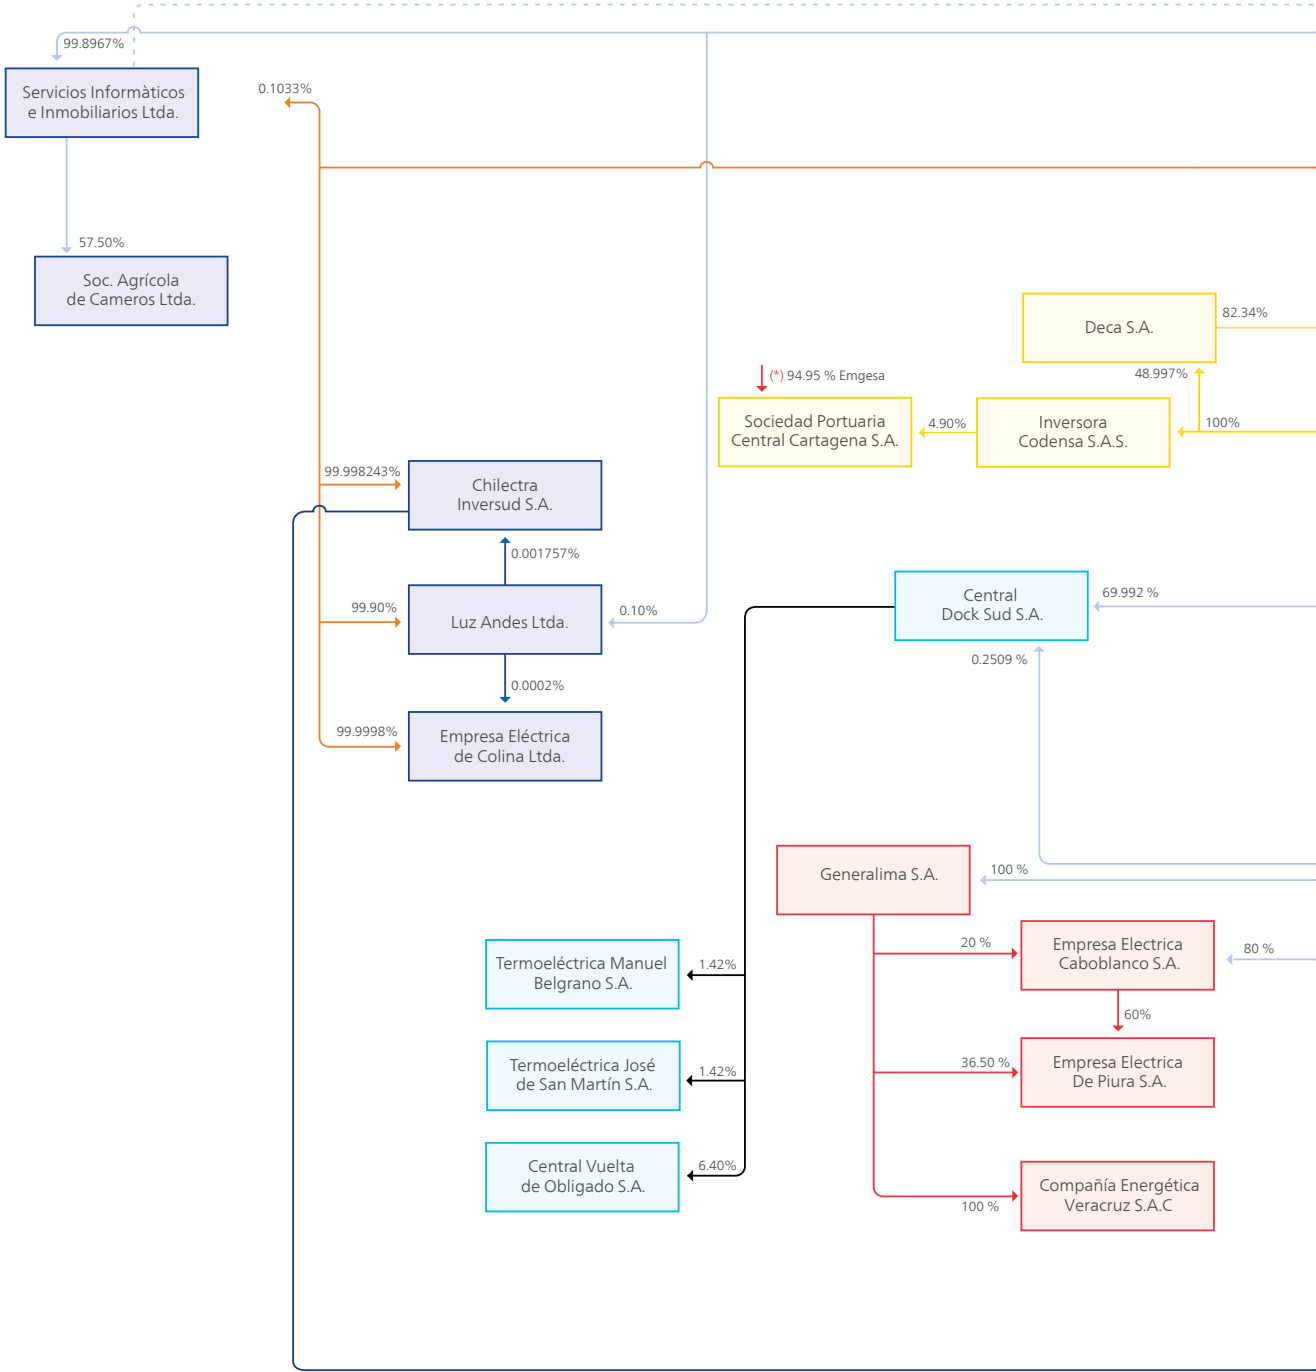 99.8967%
Servicios Informàticos
e Inmobiliarios Ltda.
0.1033%
57.50%
Soc. Agrícola
de Cameros Ltda.
Deca S.A.
82.34%
48.997%
(*) 94.95 % Emgesa
Sociedad Portuaria
Central Cartagena S.A.
4.90%
Inversora
Codensa S.A.S.
100%
99.998243%
Chilectra
Inversud S.A.
0.001757%
99.90%
Luz Andes Ltda.
0.10%
0.0002%
99.9998%
Empresa Eléctrica
de Colina Ltda.
Central
Dock Sud S.A.
69.992 %
0.2509 %
Generalima S.A.
100 %
20 %
Empresa Electrica
Caboblanco S.A.
80 %
60%
36.50 %
Empresa Electrica
De Piura S.A.
100 %
Compañía Energética
Veracruz S.A.C
Termoeléctrica Manuel
Belgrano S.A.
1.42%
Termoeléctrica José
de San Martín S.A.
1.42%
Central Vuelta
de Obligado S.A.
6.40%